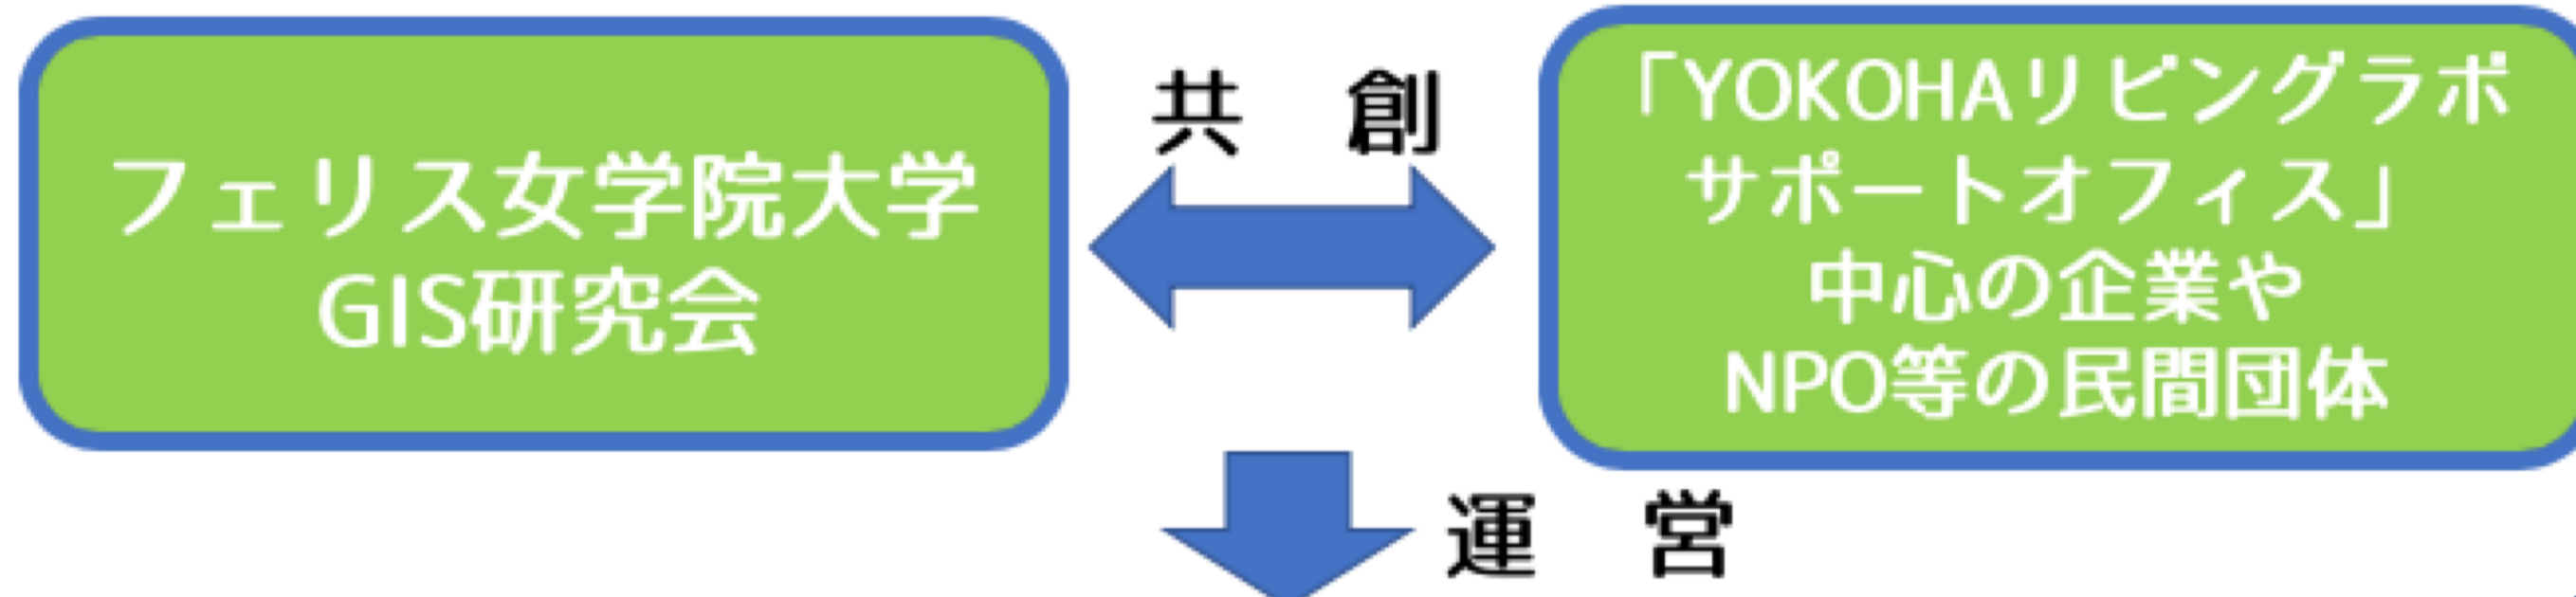 フェリス女学院大学
GIS研究会
共 創
「YOKOHAリビングラボ
サポートオフィス」
中心の企業や
NPO等の民間団体
運 営